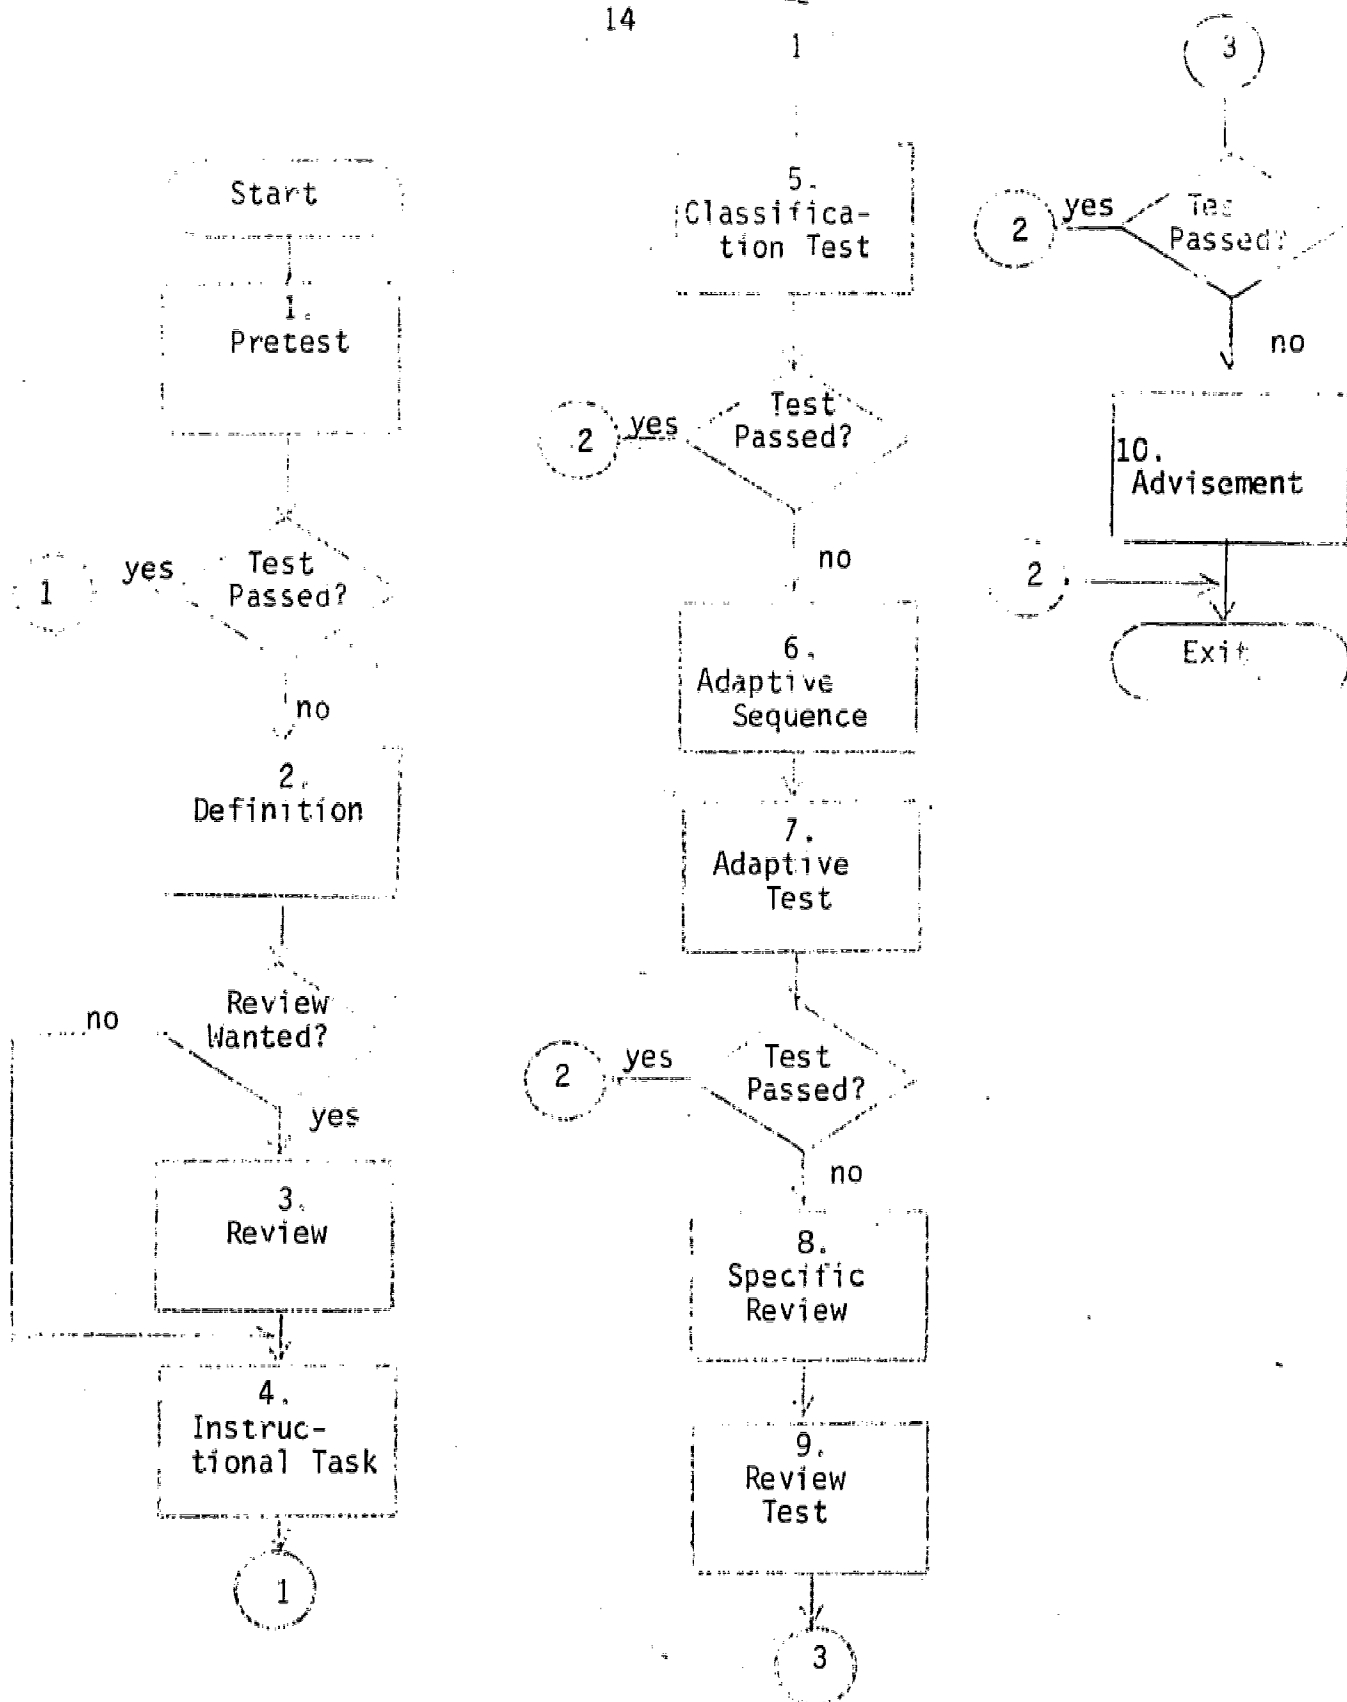 14
Start
1.
Pretest
Test
Passed?
yes
1
no
2.
Definition
Review
Wanted?
no
yes
3.
Review
4.
Instruc-
tional Task
1
1
5.
Classifica-
tion Test
Test
Passed?
yes
2
no
6.
Adaptive
Sequence
7.
Adaptive
Test
Test
Passed?
yes
2
no
8.
Specific
Review
9.
Review
Test
3
3
Passed?
yes
2
no
10.
Advisement
2
Exit